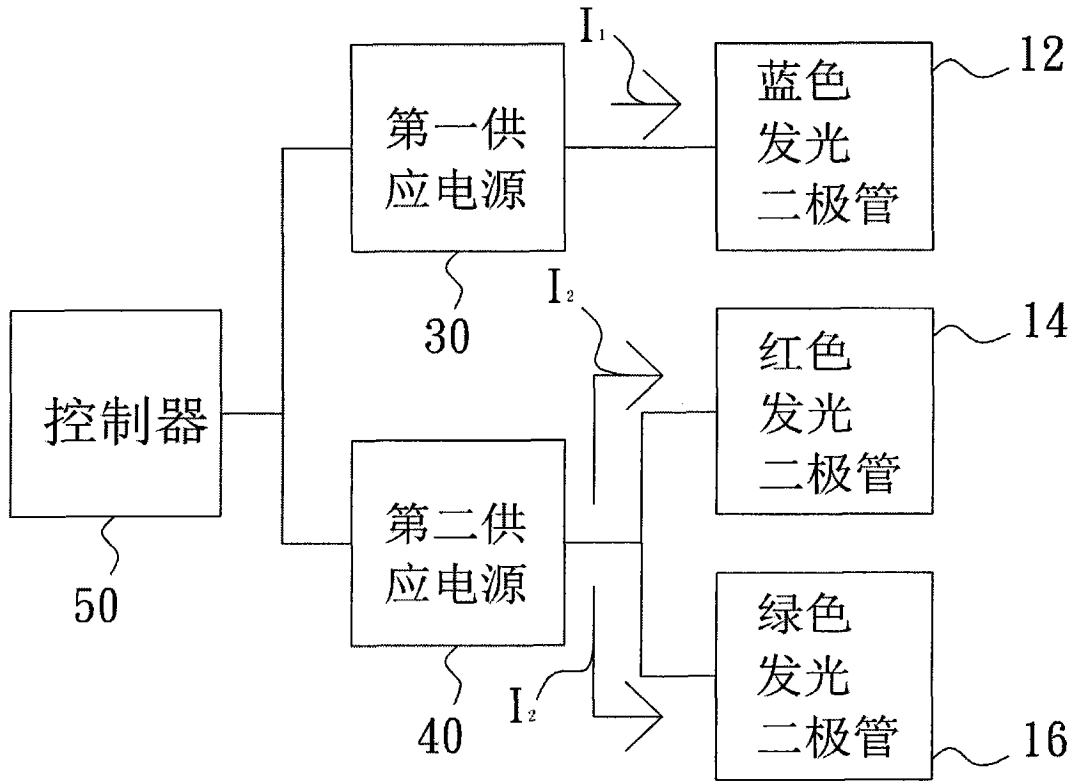 I₁
12
第一供
应电源
蓝色
发光
二极管
30
I₂
14
控制器
红色
发光
二极管
50
第二供
应电源
绿色
发光
二极管
I₂
40
16